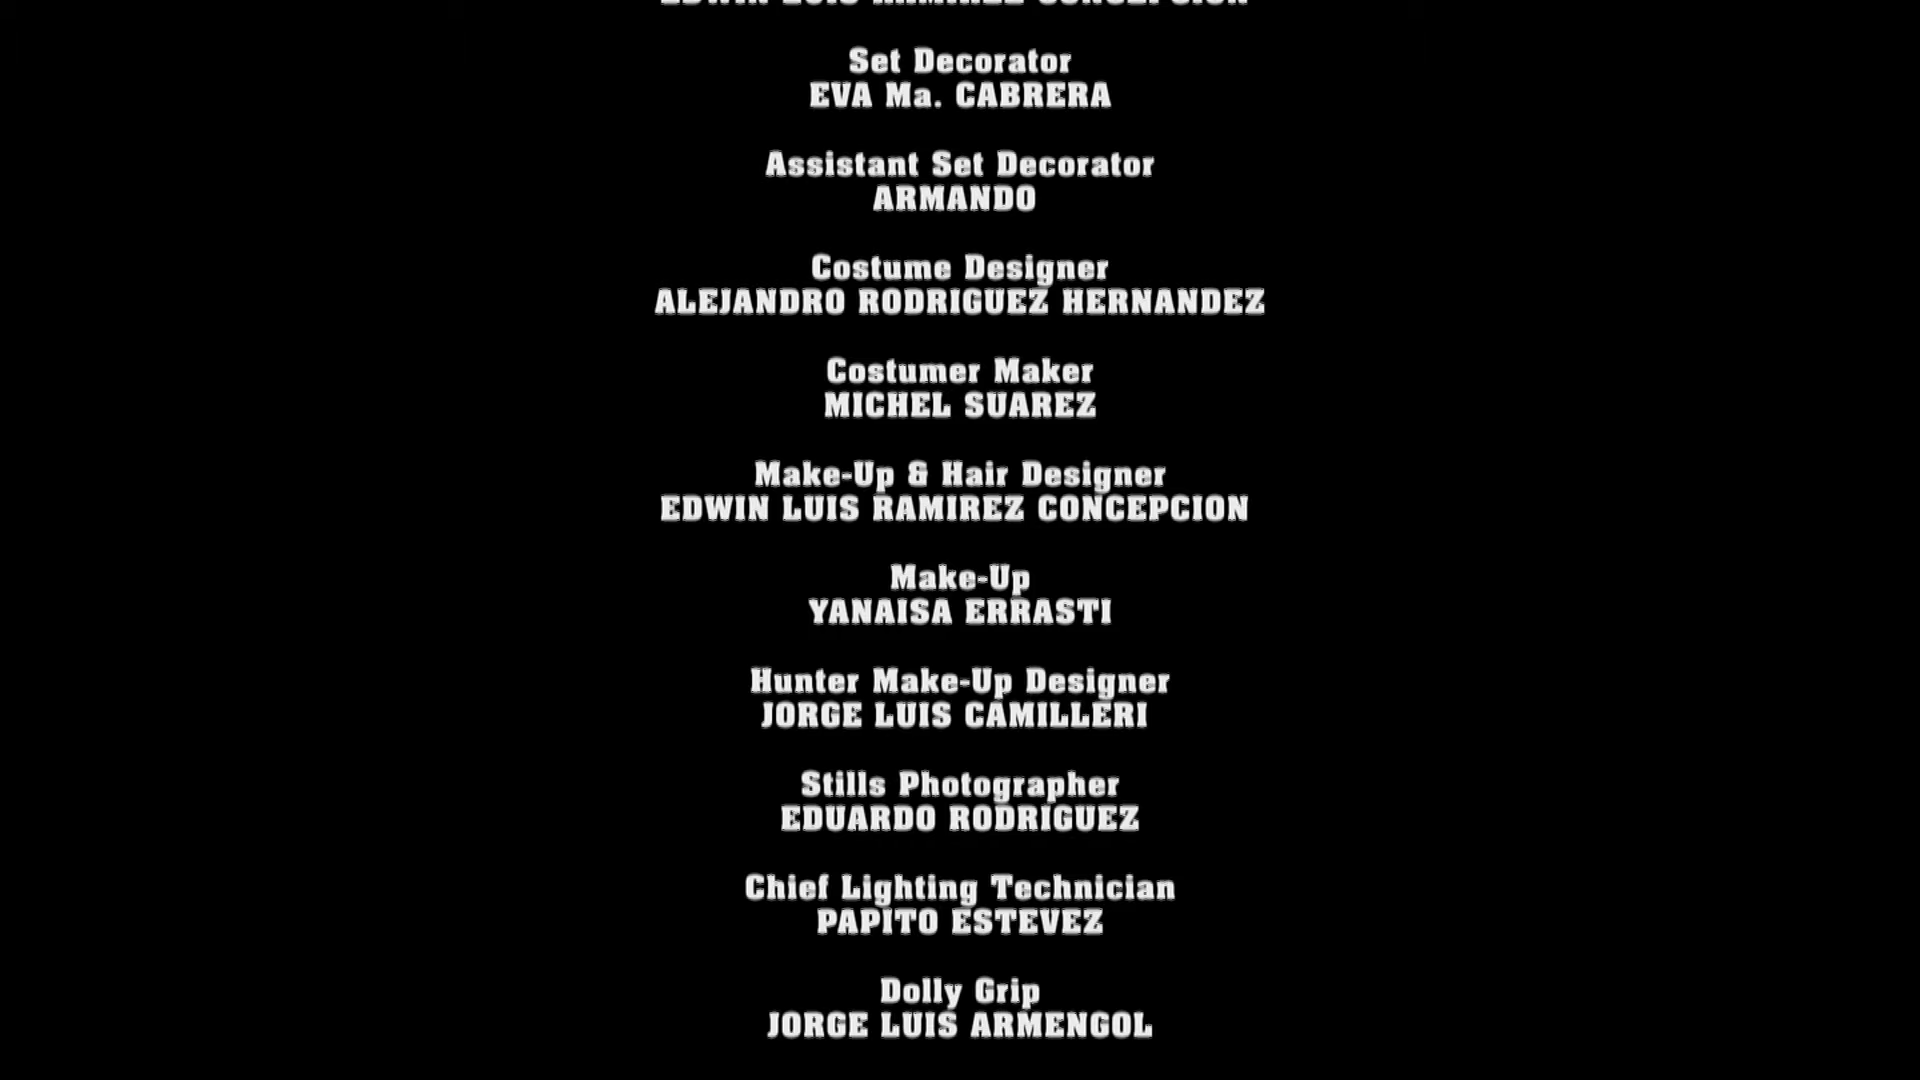 EDWIN LUIS RAMIREZ CONCEPCION
Set Decorator
EVA Ma. CABRERA
Assistant Set Decorator
ARMANDO
Costume Designer
ALEJANDRO RODRIGUEZ HERNANDEZ
Costumer Maker
MICHEL SUAREZ
Make-Up & Hair Designer
EDWIN LUIS RAMIREZ CONCEPCION
Make-Up
YANAISA ERRASTI
Hunter Make-Up Designer
JORGE LUIS CAMILLERI
Stills Photographer
EDUARDO RODRIGUEZ
Chief Lighting Technician
PAPITO ESTEVEZ
Dolly Grip
JORGE LUIS ARMENGOL